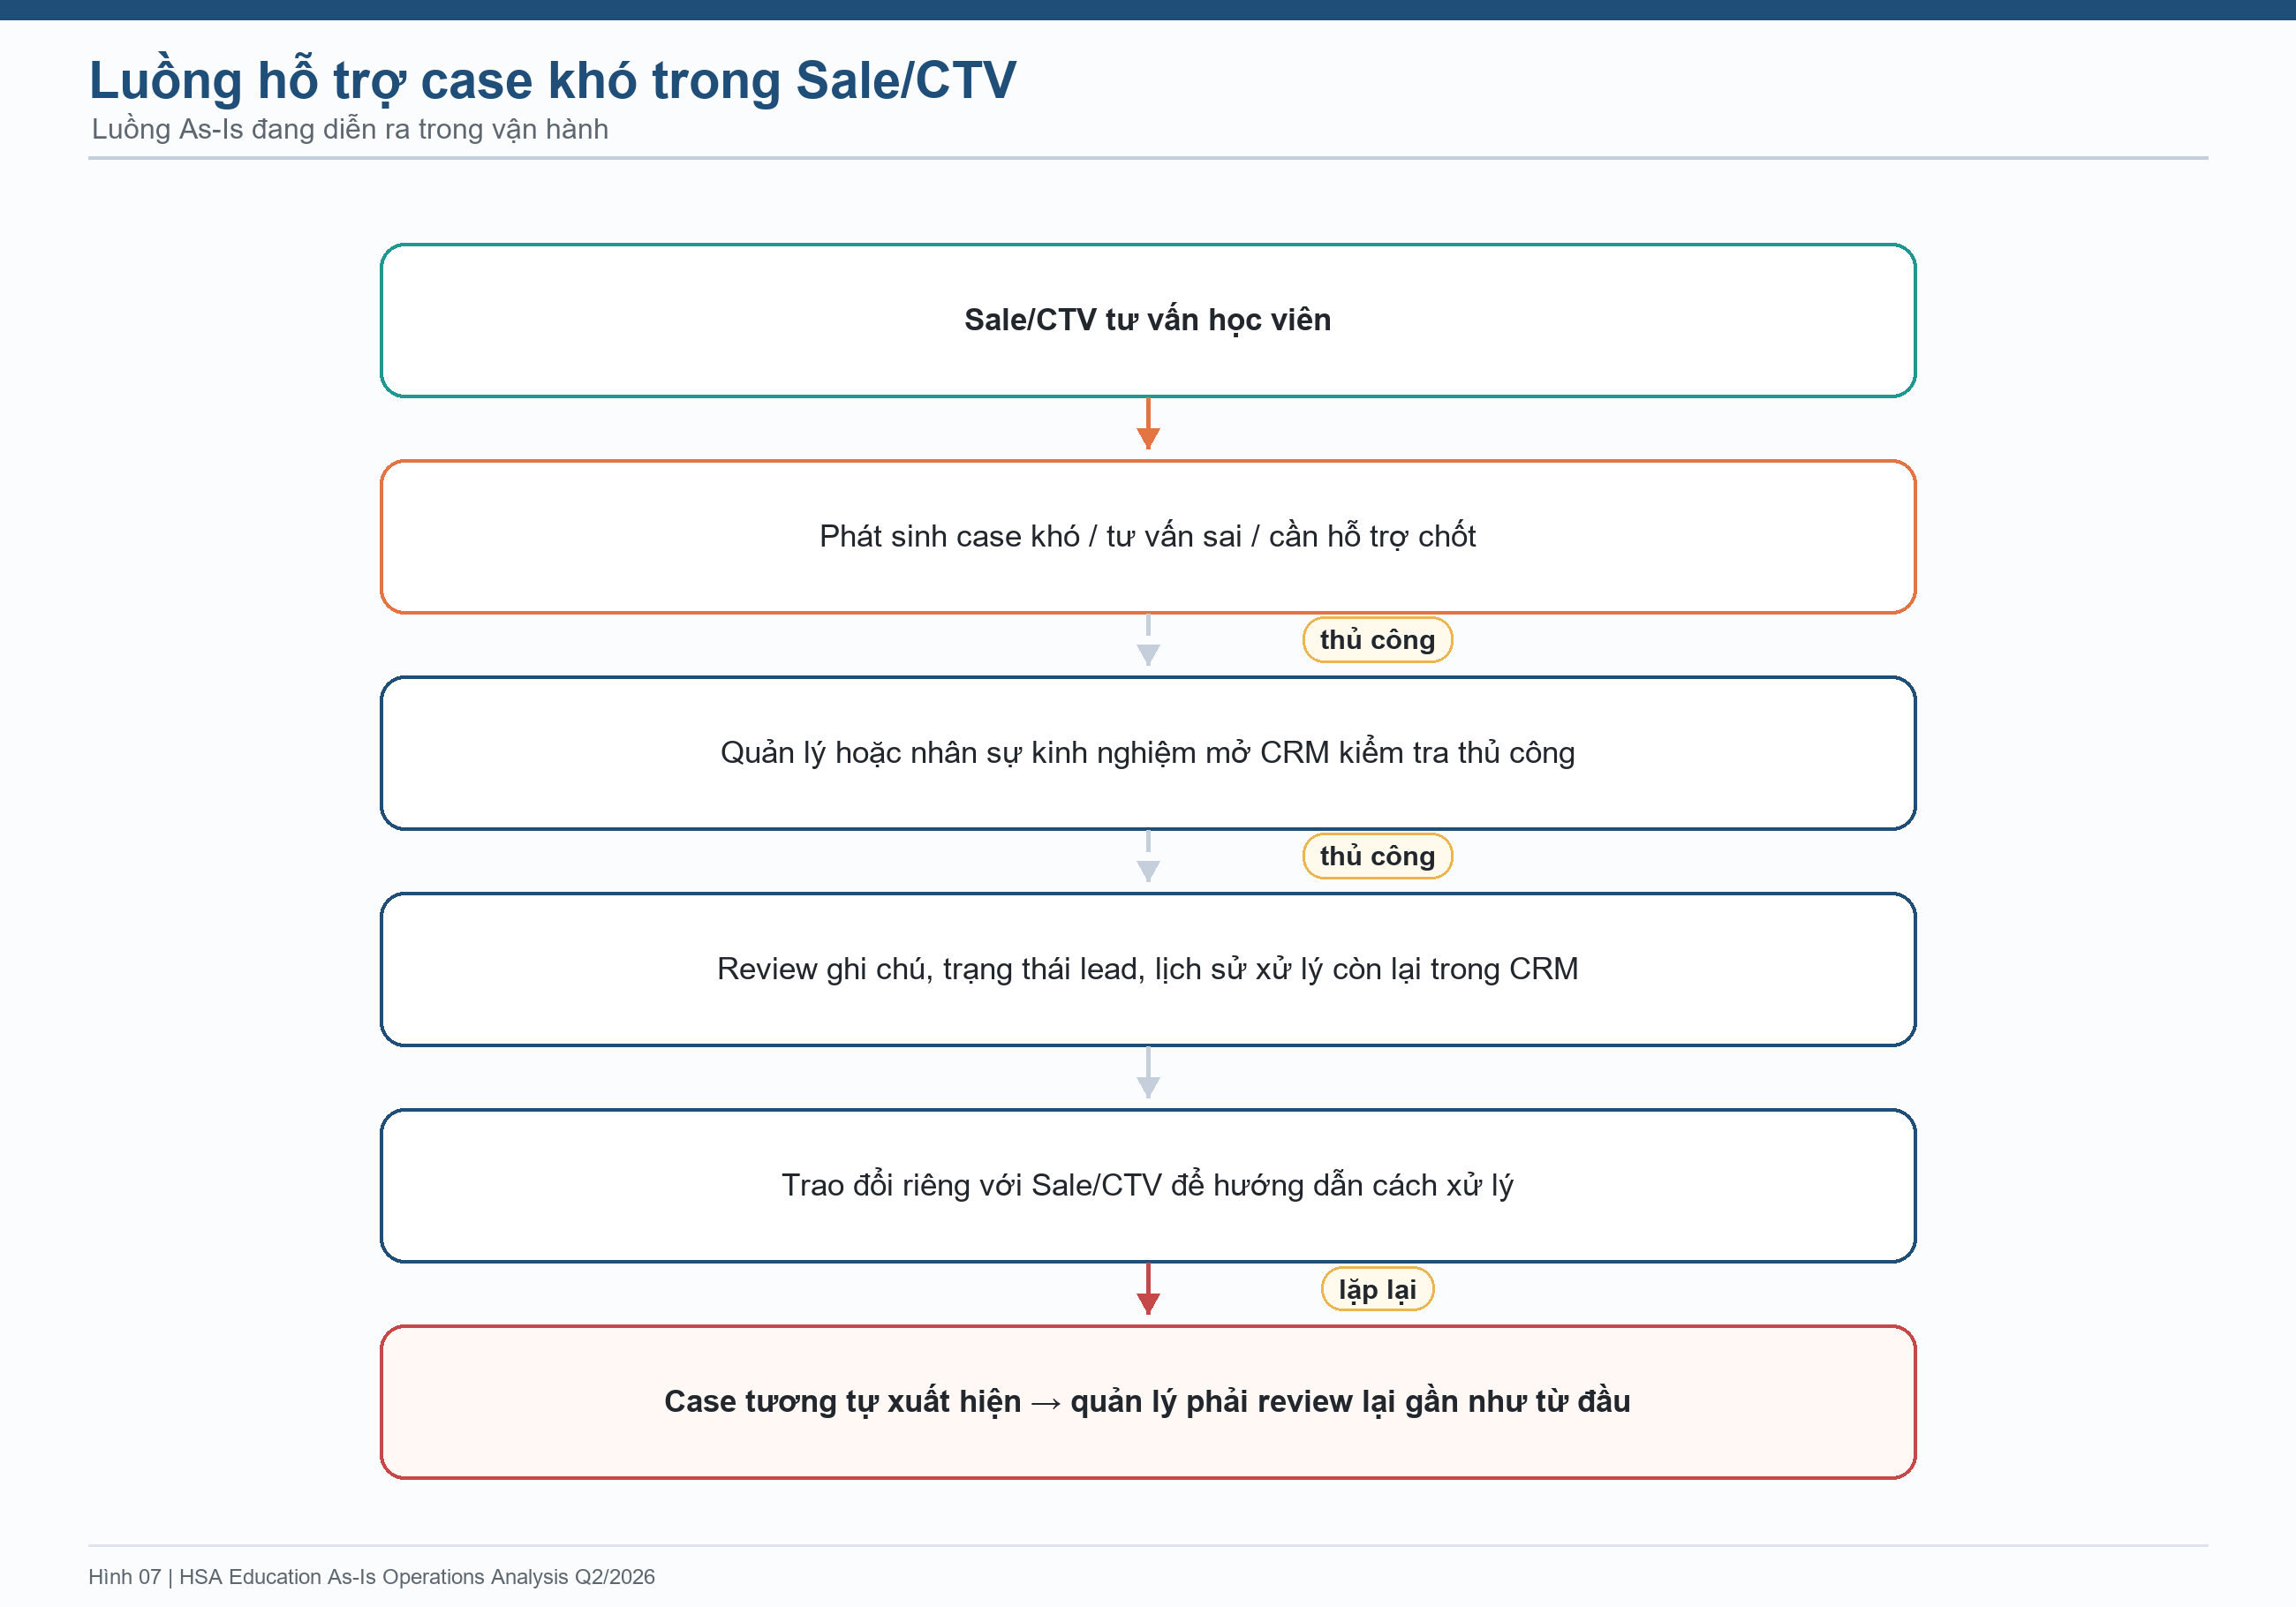 Luồng hỗ trợ case khó trong Sale/CTV
Luồng As-Is đang diễn ra trong vận hành
Sale/CTV tư vấn học viên
Phát sinh case khó / tư vấn sai / cần hỗ trợ chốt
thủ công
Quản lý hoặc nhân sự kinh nghiệm mở CRM kiểm tra thủ công
thủ công
Review ghi chú, trạng thái lead, lịch sử xử lý còn lại trong CRM
Trao đổi riêng với Sale/CTV để hướng dẫn cách xử lý
lặp lại
Case tương tự xuất hiện → quản lý phải review lại gần như từ đầu
Hình 07 | HSA Education As-Is Operations Analysis Q2/2026